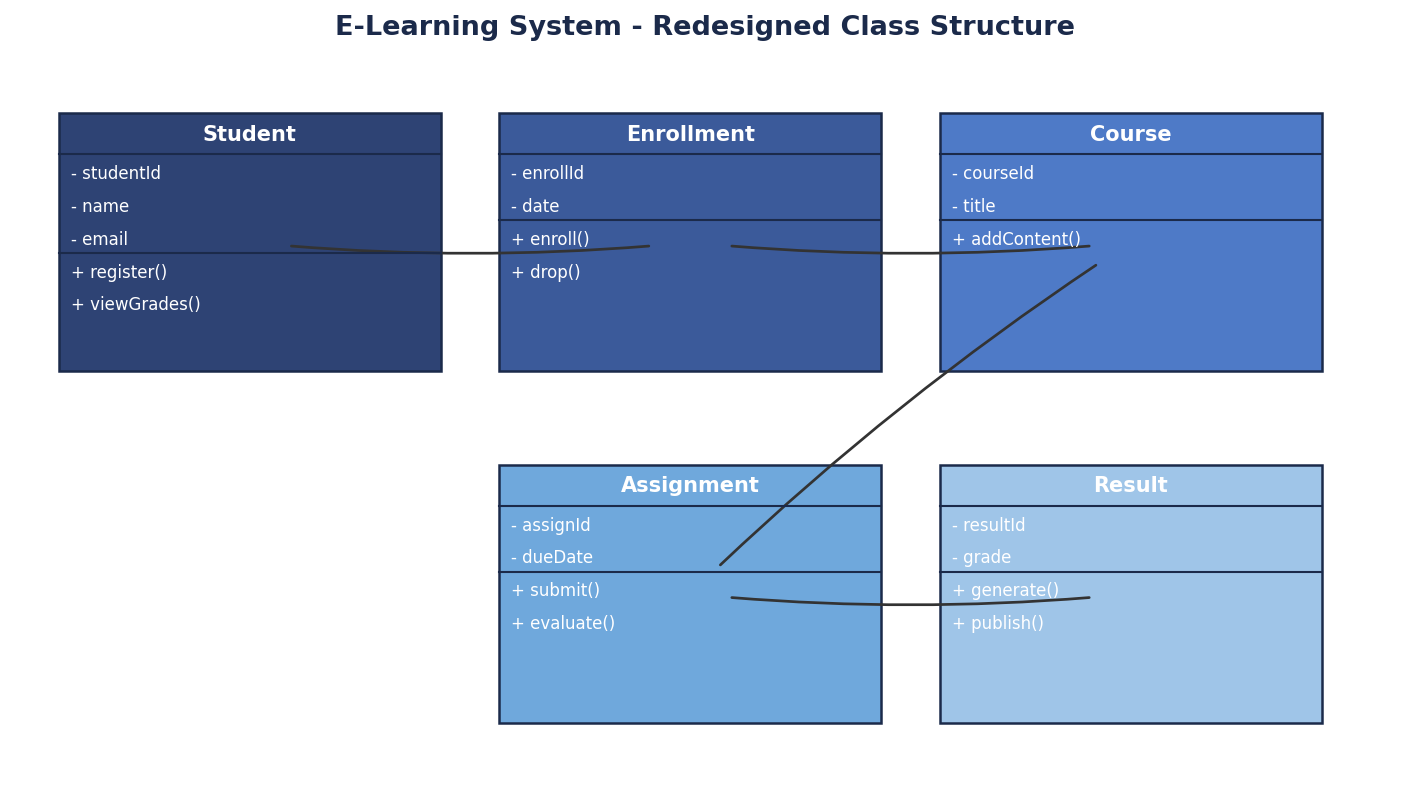 E-Learning System - Redesigned Class Structure
Student
- studentId
- name
- email
+ register()
+ viewGrades()
Enrollment
- enrollId
- date
+ enroll()
+ drop()
Course
- courseId
- title
+ addContent()
Assignment
- assignId
- dueDate
+ submit()
+ evaluate()
Result
- resultId
- grade
+ generate()
+ publish()